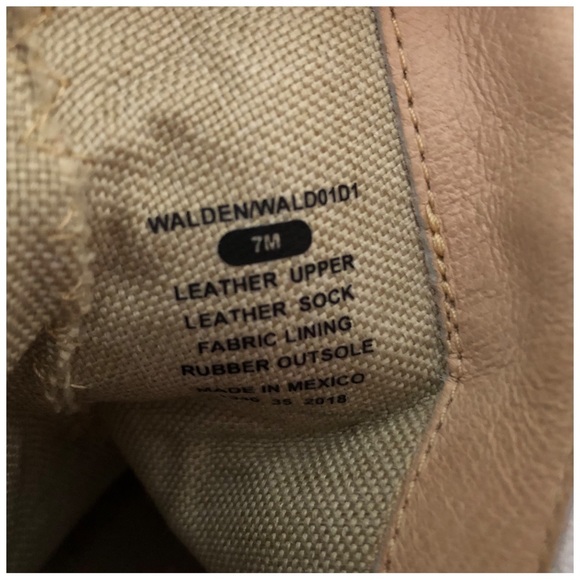 WALDEN/WALD01D1
7M
LEATHER UPPER
LEATHER SOCK
FABRIC LINING
RUBBER OUTSOLE
MADE IN MEXICO
35 2018